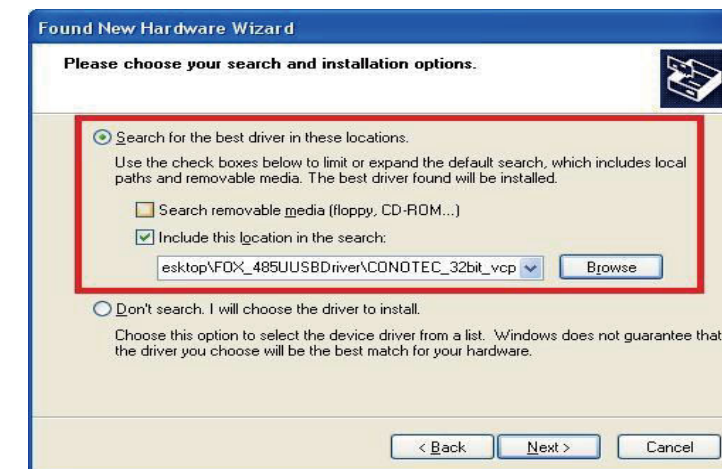 Found New Hardware Wizard
Please choose your search and installation options.
Search for the best driver in these locations.
Use the check boxes below to limit or expand the default search, which includes local
paths and removable media. The best driver found will be installed.
Search removable media (floppy, CD-ROM...)
Include this location in the search:
esktop\FOX_485UUSBDriver\CONOTEC_32bit_vcp
Browse
Don't search. I will choose the driver to install.
Choose this option to select the device driver from a list. Windows does not guarantee that
the driver you choose will be the best match for your hardware.
< Back Next > Cancel